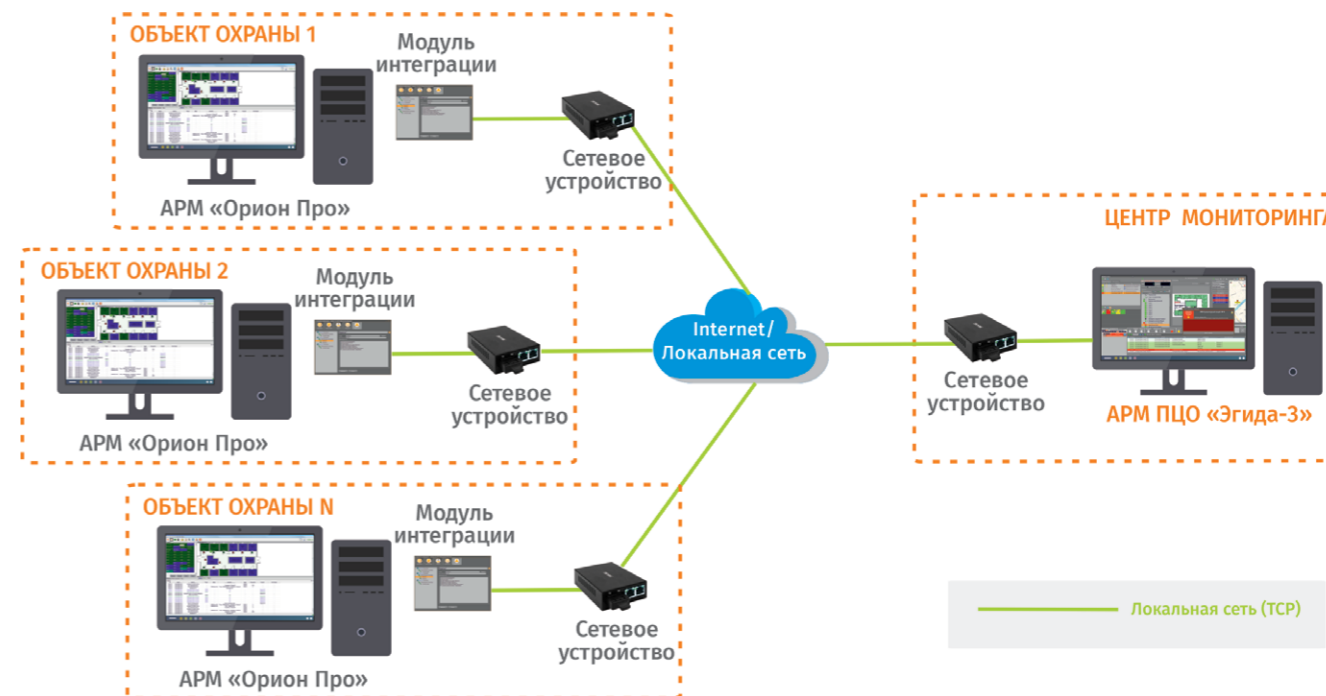 ОБЪЕКТ ОХРАНЫ 1
Модуль
интеграции
Сетевое
устройство
АРМ «Орион Про»
ОБЪЕКТ ОХРАНЫ 2
Модуль
интеграции
Сетевое
устройство
АРМ «Орион Про»
ОБЪЕКТ ОХРАНЫ N
Модуль
интеграции
Сетевое
устройство
АРМ «Орион Про»
Internet/
Локальная сеть
ЦЕНТР МОНИТОРИНГА
Сетевое
устройство
АРМ ПЦО «Эгида-3»
Локальная сеть (TCP)